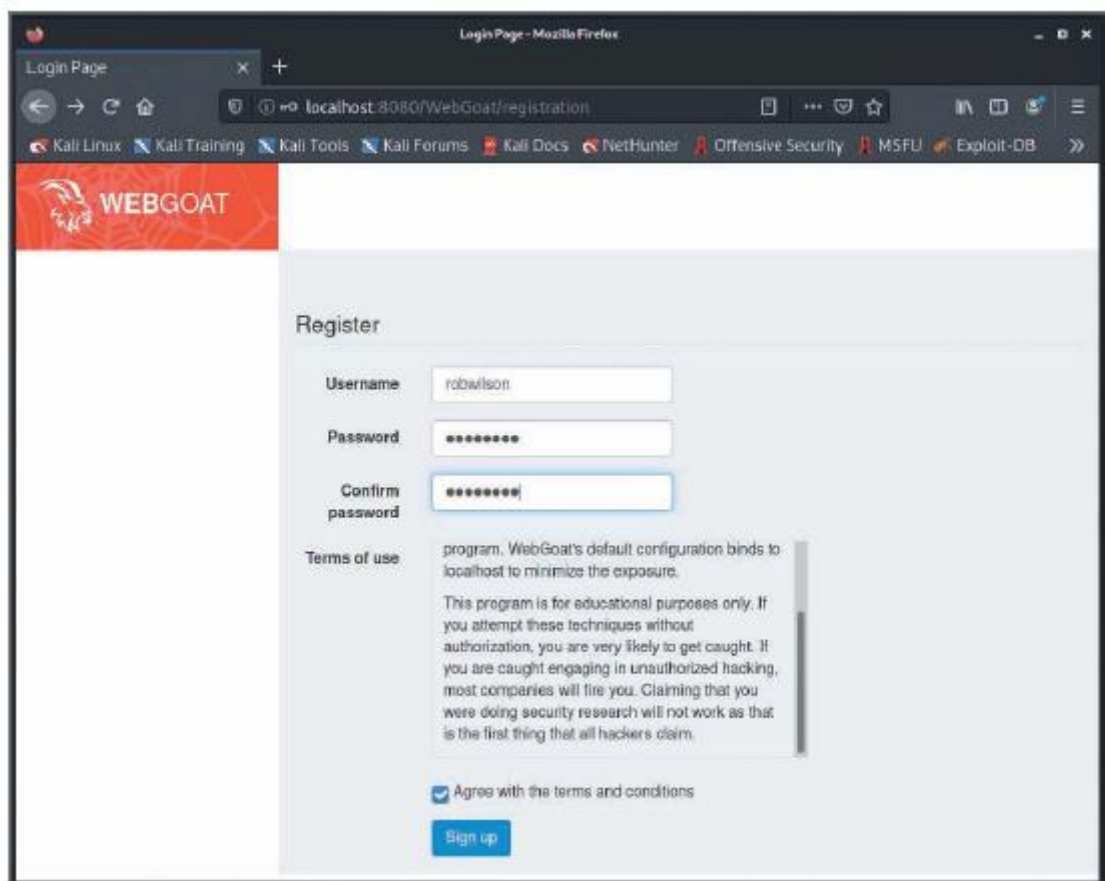 Login Page - Mozilla Firefox
Login Page
localhost:8080/WebGoat/registration
Kali Linux Kali Training Kali Tools Kali Forums Kali Docs NetHunter Offensive Security MSFU Exploit-DB
WEBGOAT
Register
Username robwilson
Password
Confirm password
Terms of use
program. WebGoat's default configuration binds to
localhost to minimize the exposure.
This program is for educational purposes only. If
you attempt these techniques without
authorization, you are very likely to get caught. If
you are caught engaging in unauthorized hacking,
most companies will fire you. Claiming that you
were doing security research will not work as that
is the first thing that all hackers claim.
Agree with the terms and conditions
Sign up